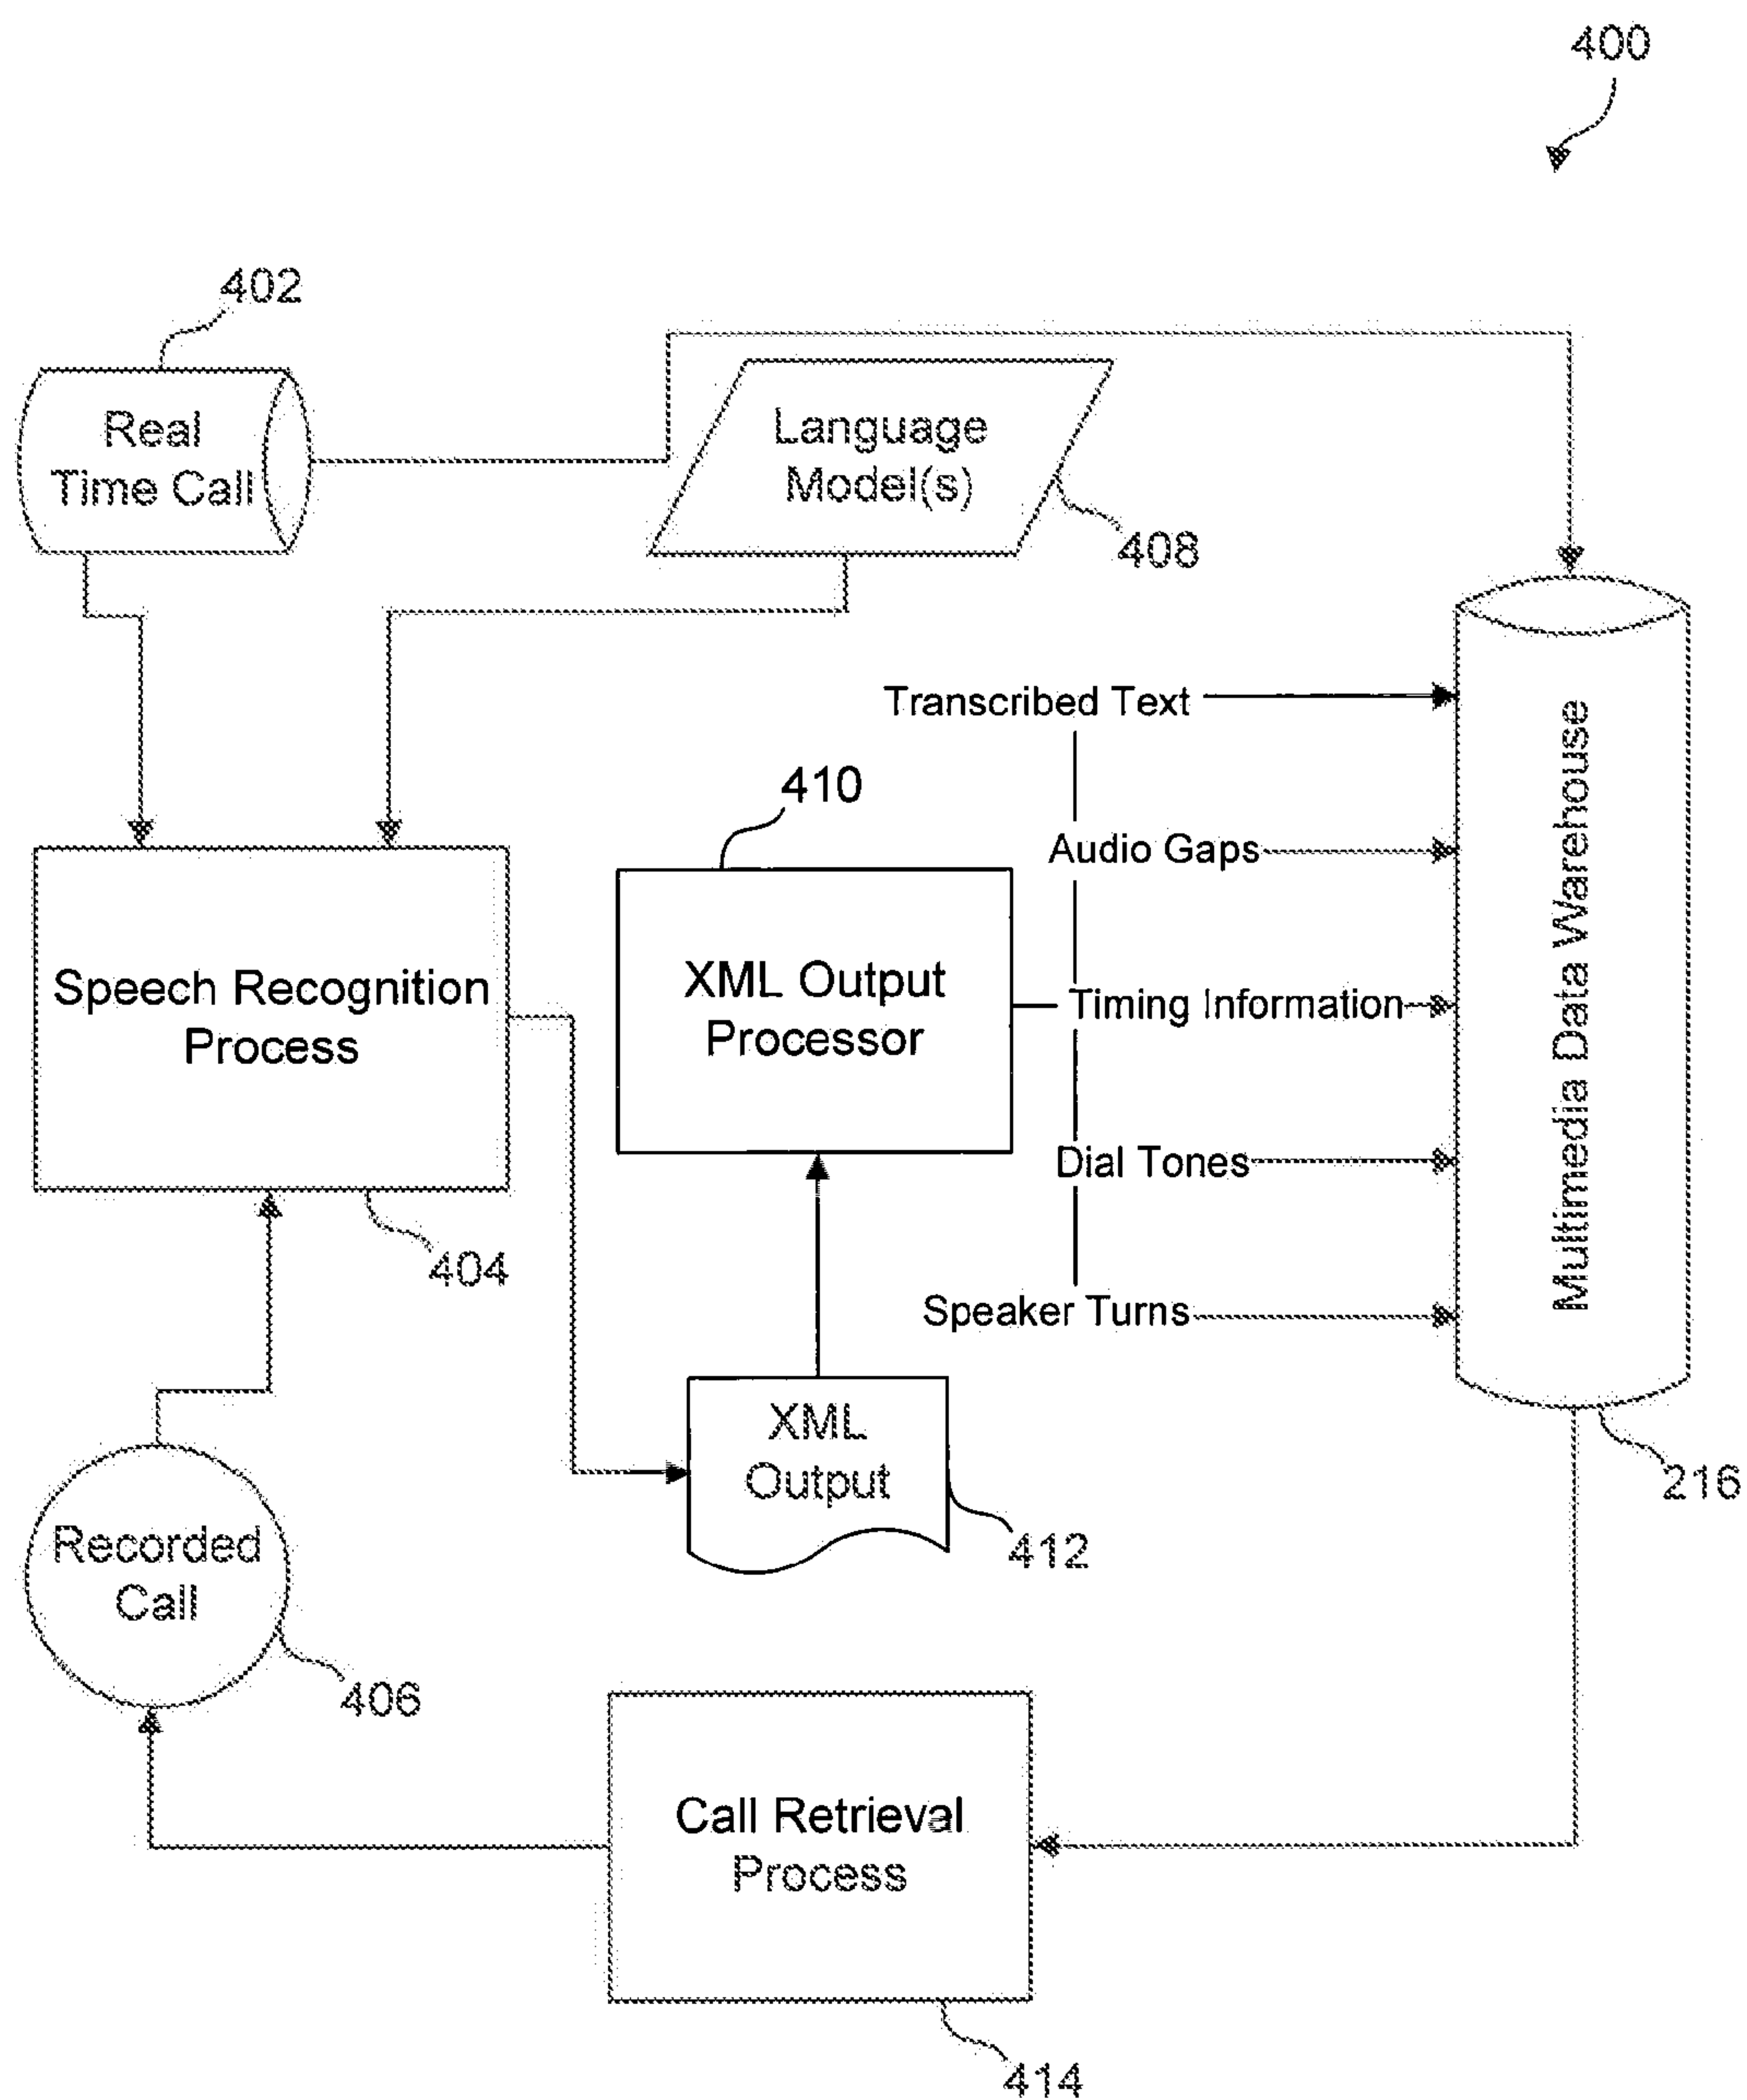 400
402
Real
Time Call
Language
Model(s)
408
Transcribed Text
410
Audio Gaps
XML Output
Processor
Timing Information
Speech Recognition
Process
Dial Tones
404
Speaker Turns
Multimedia Data Warehouse
XML
Output
216
412
Recorded
Call
406
Call Retrieval
Process
414